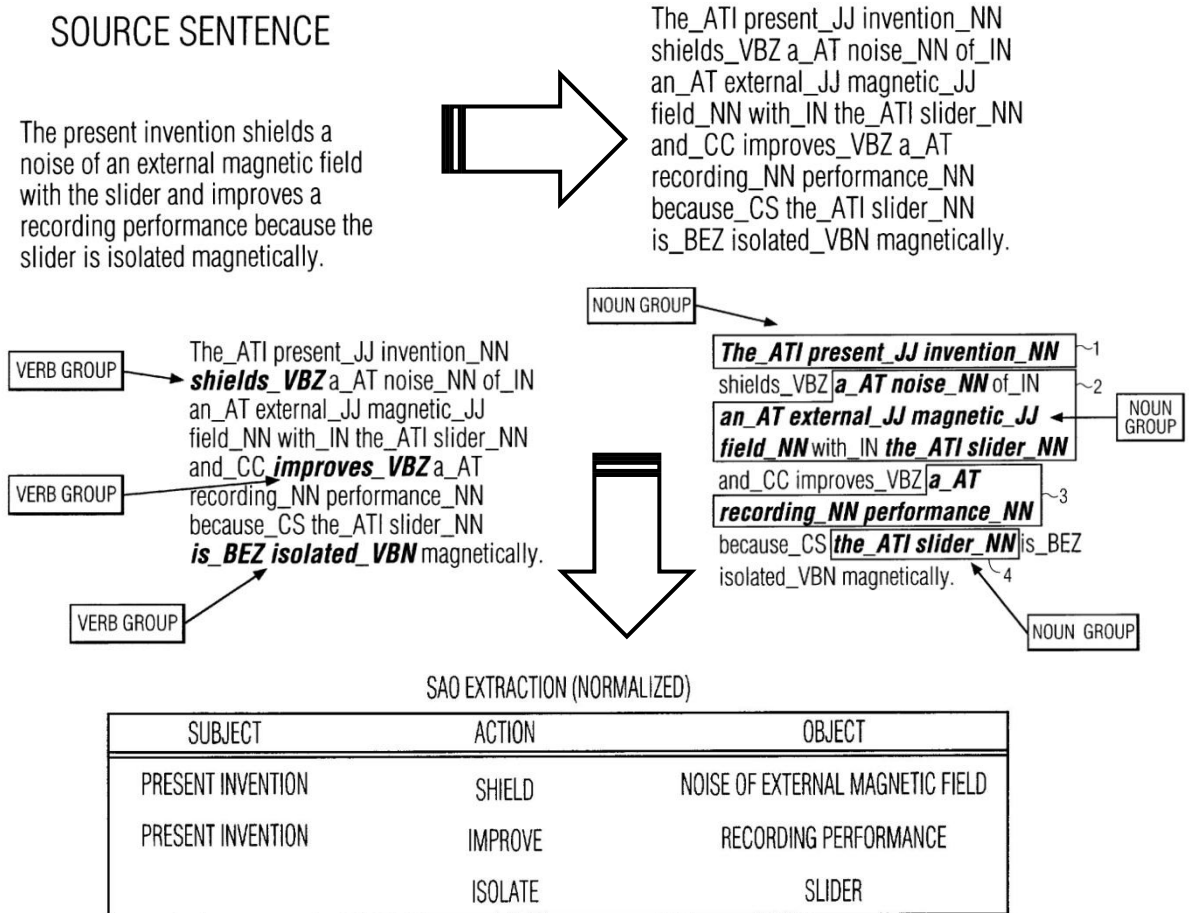 SOURCE SENTENCE
The present invention shields a
noise of an external magnetic field
with the slider and improves a
recording performance because the
slider is isolated magnetically.
The_ATI present_JJ invention_NN
shields_VBZ a_AT noise_NN of_IN
an_AT external_JJ magnetic_JJ
field_NN with_IN the_ATI slider_NN
and_CC improves_VBZ a_AT
recording_NN performance_NN
because_CS the_ATI slider_NN
is_BEZ isolated_VBN magnetically.
VERB GROUP
VERB GROUP
VERB GROUP
The_ATI present_JJ invention_NN
shields_VBZ a_AT noise_NN of_IN
an_AT external_JJ magnetic_JJ
field_NN with_IN the_ATI slider_NN
and_CC improves_VBZ a_AT
recording_NN performance_NN
because_CS the_ATI slider_NN
is_BEZ isolated_VBN magnetically.
NOUN GROUP
The_ATI present_JJ invention_NN 1
shields_VBZ a_AT noise_NN of_IN 2
an_AT external_JJ magnetic_JJ
field_NN with_IN the_ATI slider_NN
and_CC improves_VBZ a_AT
recording_NN performance_NN 3
because_CS the_ATI slider_NN is_BEZ
isolated_VBN magnetically. 4
NOUN
GROUP
NOUN GROUP
SAO EXTRACTION (NORMALIZED)
SUBJECT ACTION OBJECT
PRESENT INVENTION SHIELD NOISE OF EXTERNAL MAGNETIC FIELD
PRESENT INVENTION IMPROVE RECORDING PERFORMANCE
ISOLATE SLIDER